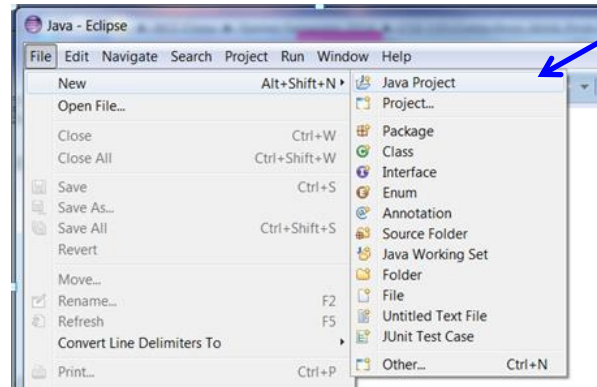 Java - Eclipse
File Edit Navigate Search Project Run Window Help
New Alt+Shift+N
Open File...
Close Ctrl+W
Close All Ctrl+Shift+W
Save Ctrl+S
Save As...
Save All Ctrl+Shift+S
Revert
Move...
Rename... F2
Refresh F5
Convert Line Delimiters To
Print... Ctrl+P
Java Project
Project...
Package
Class
Interface
Enum
Annotation
Source Folder
Java Working Set
Folder
File
Untitled Text File
JUnit Test Case
Other... Ctrl+N